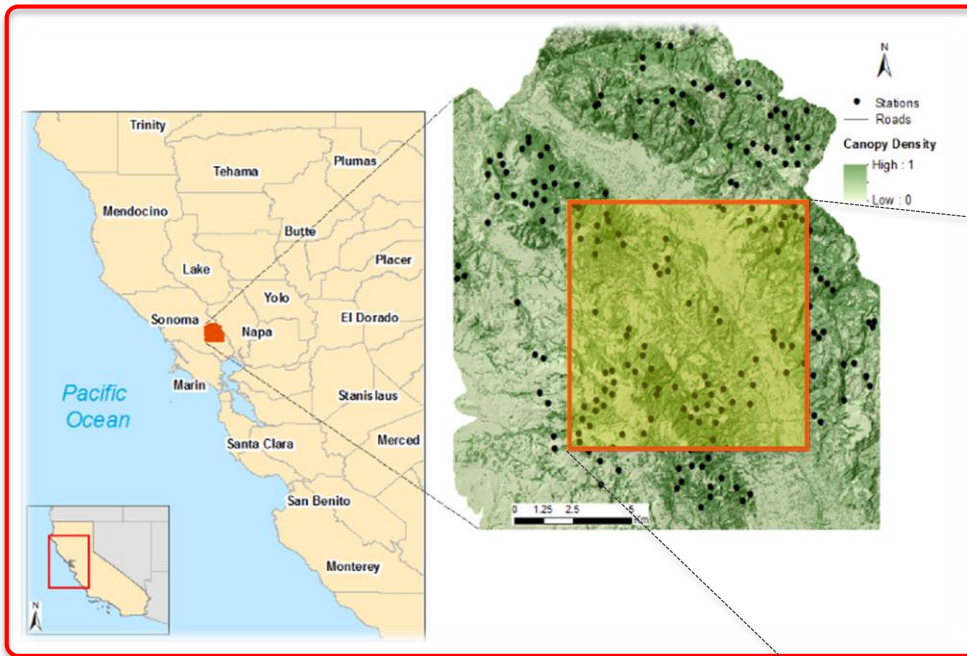 Trinity
Plumas
Tehama
Mendocino
Butte
Placer
Lake
Yolo
Sonoma
El Dorado
Napa
Marin
Stanislaus
Pacific
Ocean
Merced
Santa Clara
San Benito
Monterey
N
N
Stations
Roads
Canopy Density
High : 1
Low : 0
0 1.25 2.5 5
Km